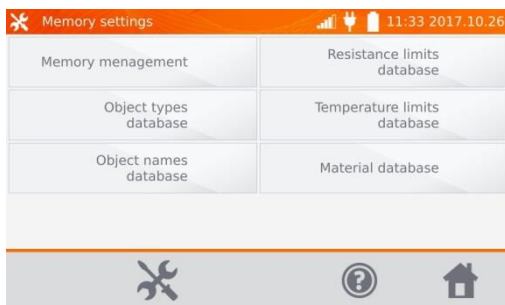 Memory settings
11:33 2017.10.26
Memory menagement
Resistance limits
database
Object types
database
Temperature limits
database
Object names
database
Material database
?